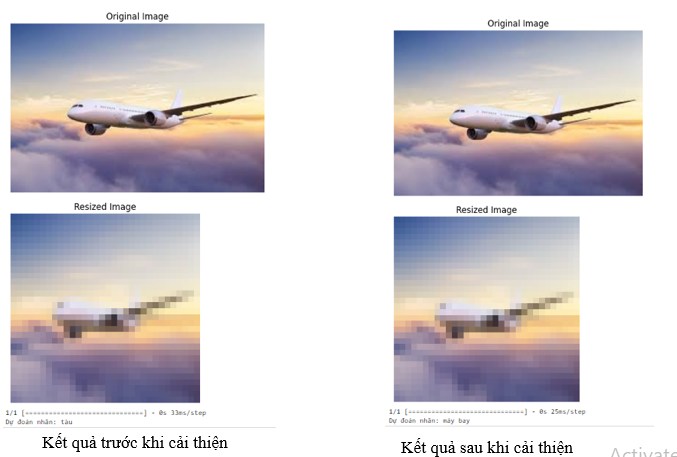 Original Image
Resized Image
1/1 [==============================] - 0s 33ms/step
Dự đoán nhãn: tàu
Kết quả trước khi cải thiện
Original Image
Resized Image
1/1 [==============================] - 0s 25ms/step
Dự đoán nhãn: máy bay
Kết quả sau khi cải thiện
Activate